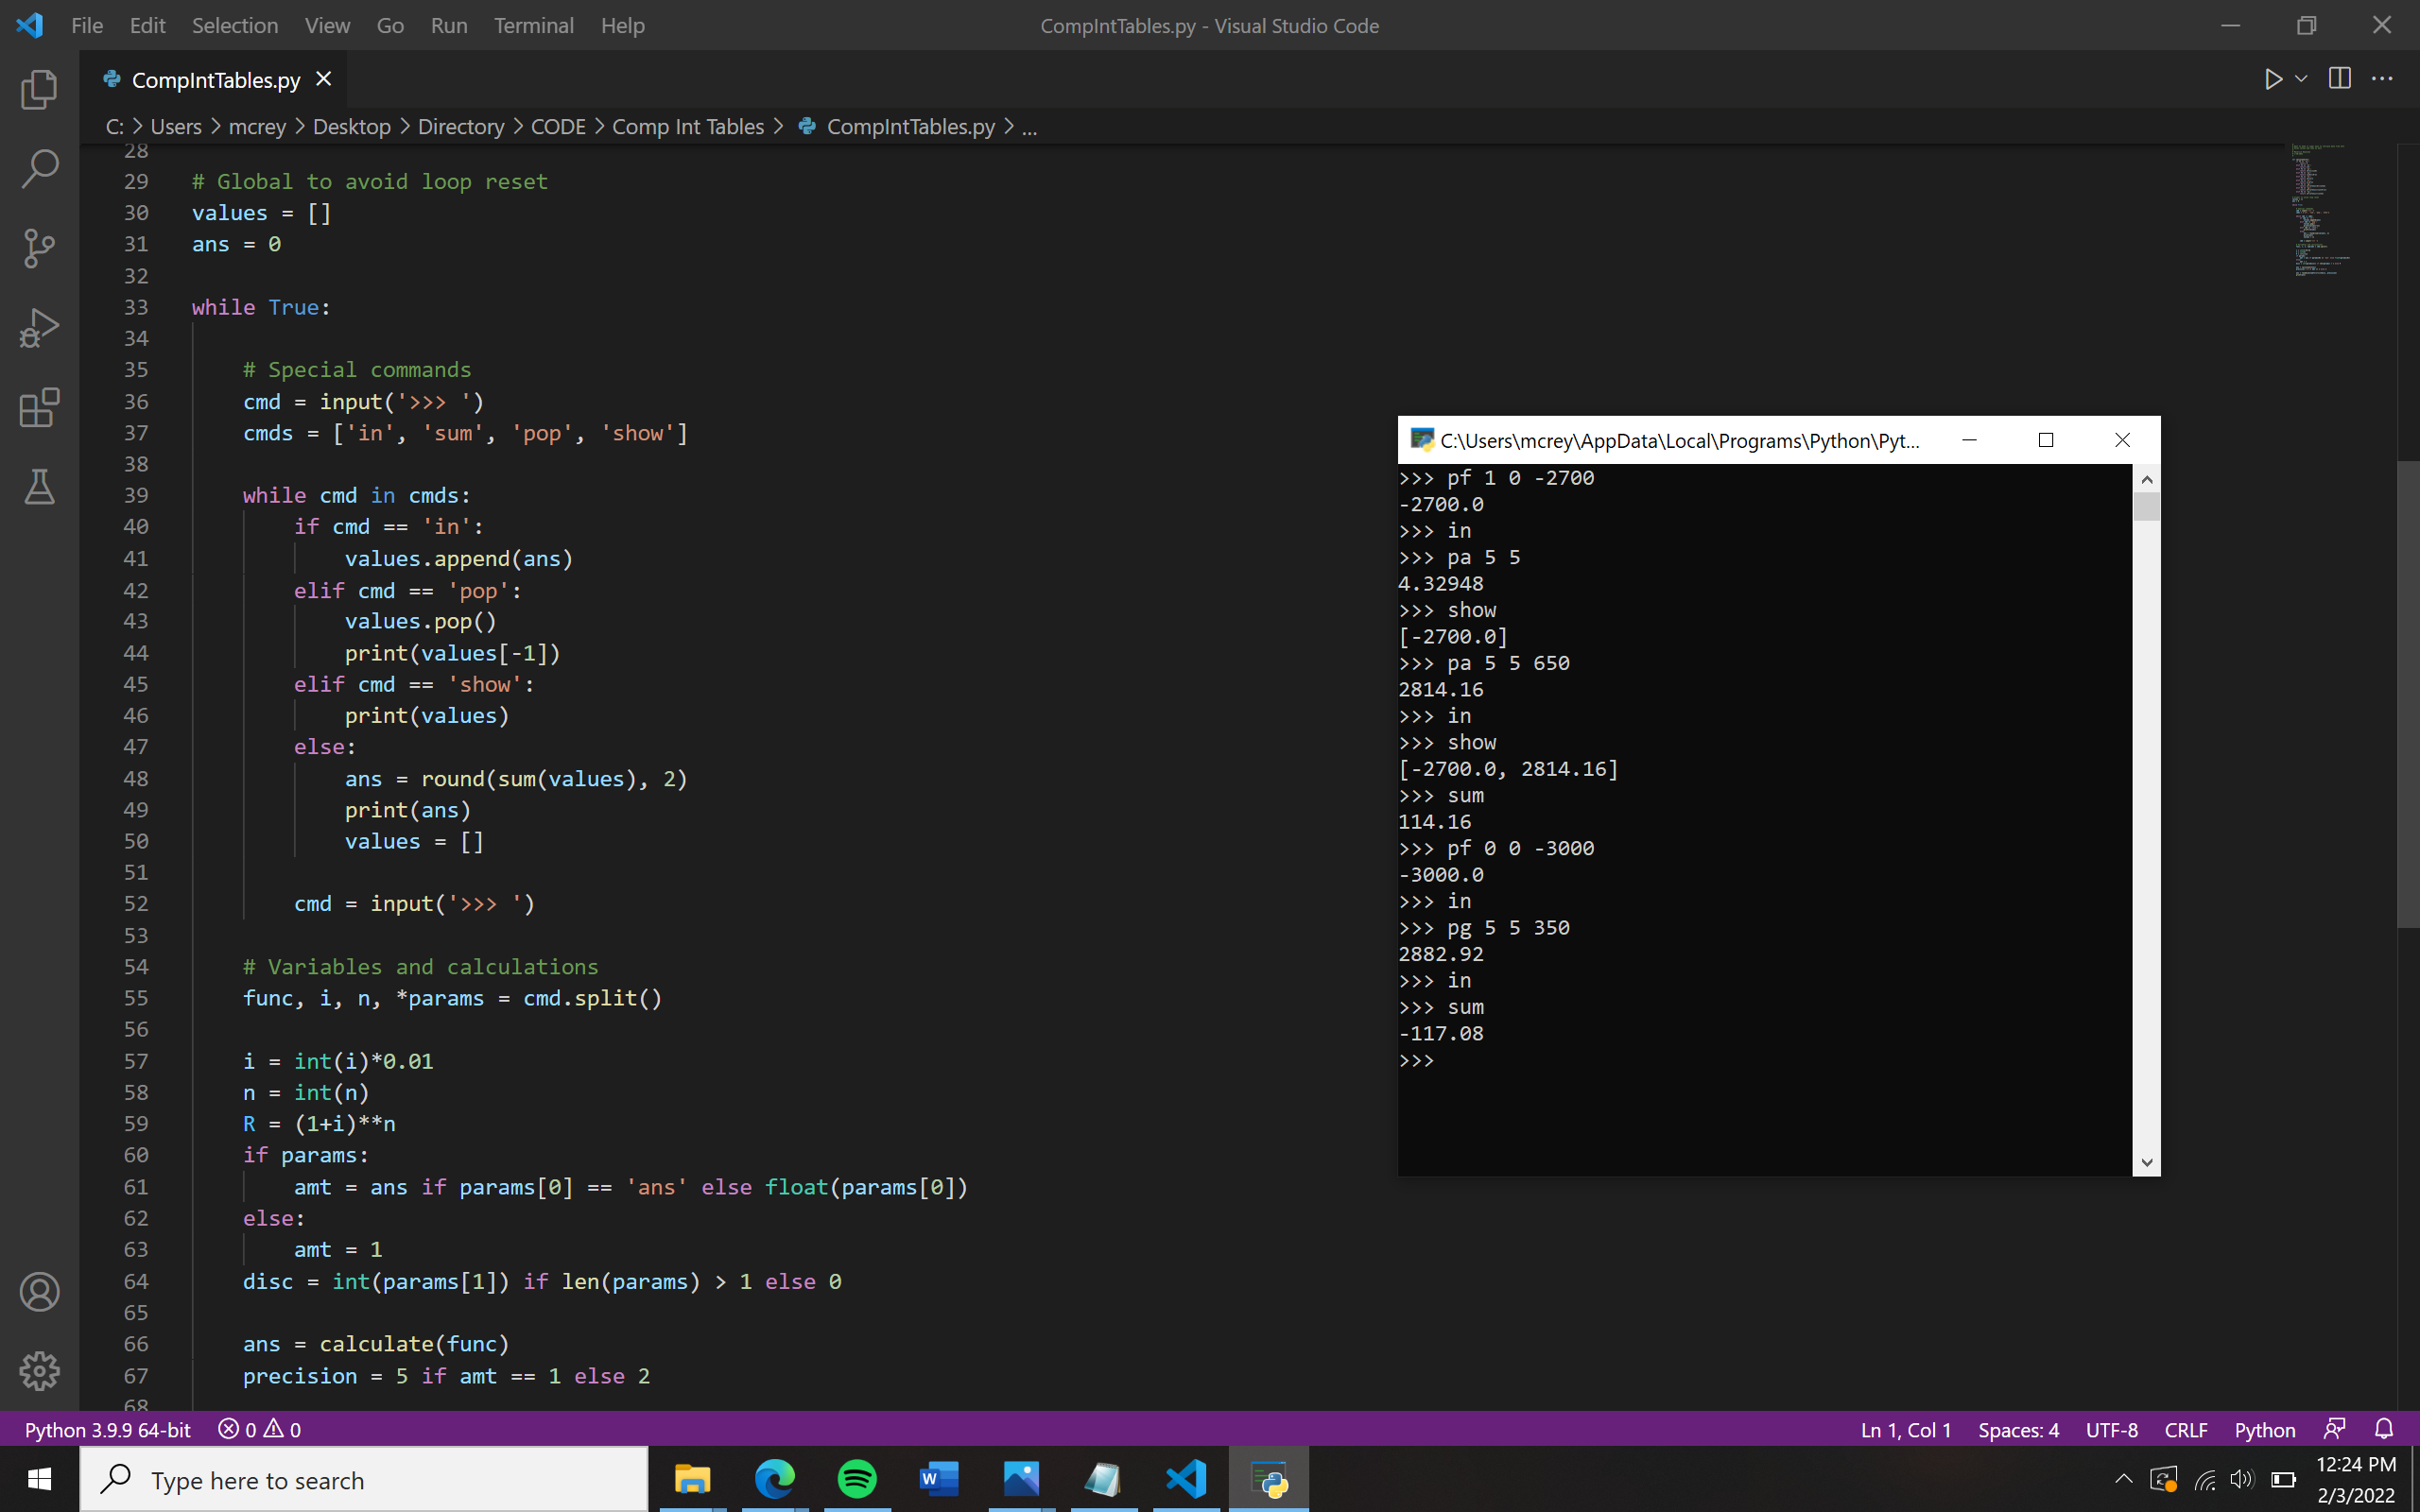 File Edit Selection View Go Run Terminal Help
CompIntTables.py - Visual Studio Code
CompIntTables.py
C: > Users > mcrey > Desktop > Directory > CODE > Comp Int Tables > CompIntTables.py > ...
28
29 # Global to avoid loop reset
30 values = []
31 ans = 0
32
33 while True:
34
35 # Special commands
36 cmd = input('>>> ')
37 cmds = ['in', 'sum', 'pop', 'show']
38
39 while cmd in cmds:
40 if cmd == 'in':
41 values.append(ans)
42 elif cmd == 'pop':
43 values.pop()
44 print(values[-1])
45 elif cmd == 'show':
46 print(values)
47 else:
48 ans = round(sum(values), 2)
49 print(ans)
50 values = []
51
52 cmd = input('>>> ')
53
54 # Variables and calculations
55 func, i, n, *params = cmd.split()
56
57 i = int(i)*0.01
58 n = int(n)
59 R = (1+i)**n
60 if params:
61 amt = ans if params[0] == 'ans' else float(params[0])
62 else:
63 amt = 1
64 disc = int(params[1]) if len(params) > 1 else 0
65
66 ans = calculate(func)
67 precision = 5 if amt == 1 else 2
68
C:\Users\mcrey\AppData\Local\Programs\Python\Pyt...
>>> pf 1 0 -2700
-2700.0
>>> in
>>> pa 5 5
4.32948
>>> show
[-2700.0]
>>> pa 5 5 650
2814.16
>>> in
>>> show
[-2700.0, 2814.16]
>>> sum
114.16
>>> pf 0 0 -3000
-3000.0
>>> in
>>> pg 5 5 350
2882.92
>>> in
>>> sum
-117.08
>>>
Python 3.9.9 64-bit 0 0
Ln 1, Col 1 Spaces: 4 UTF-8 CRLF Python
Type here to search
12:24 PM
2/3/2022